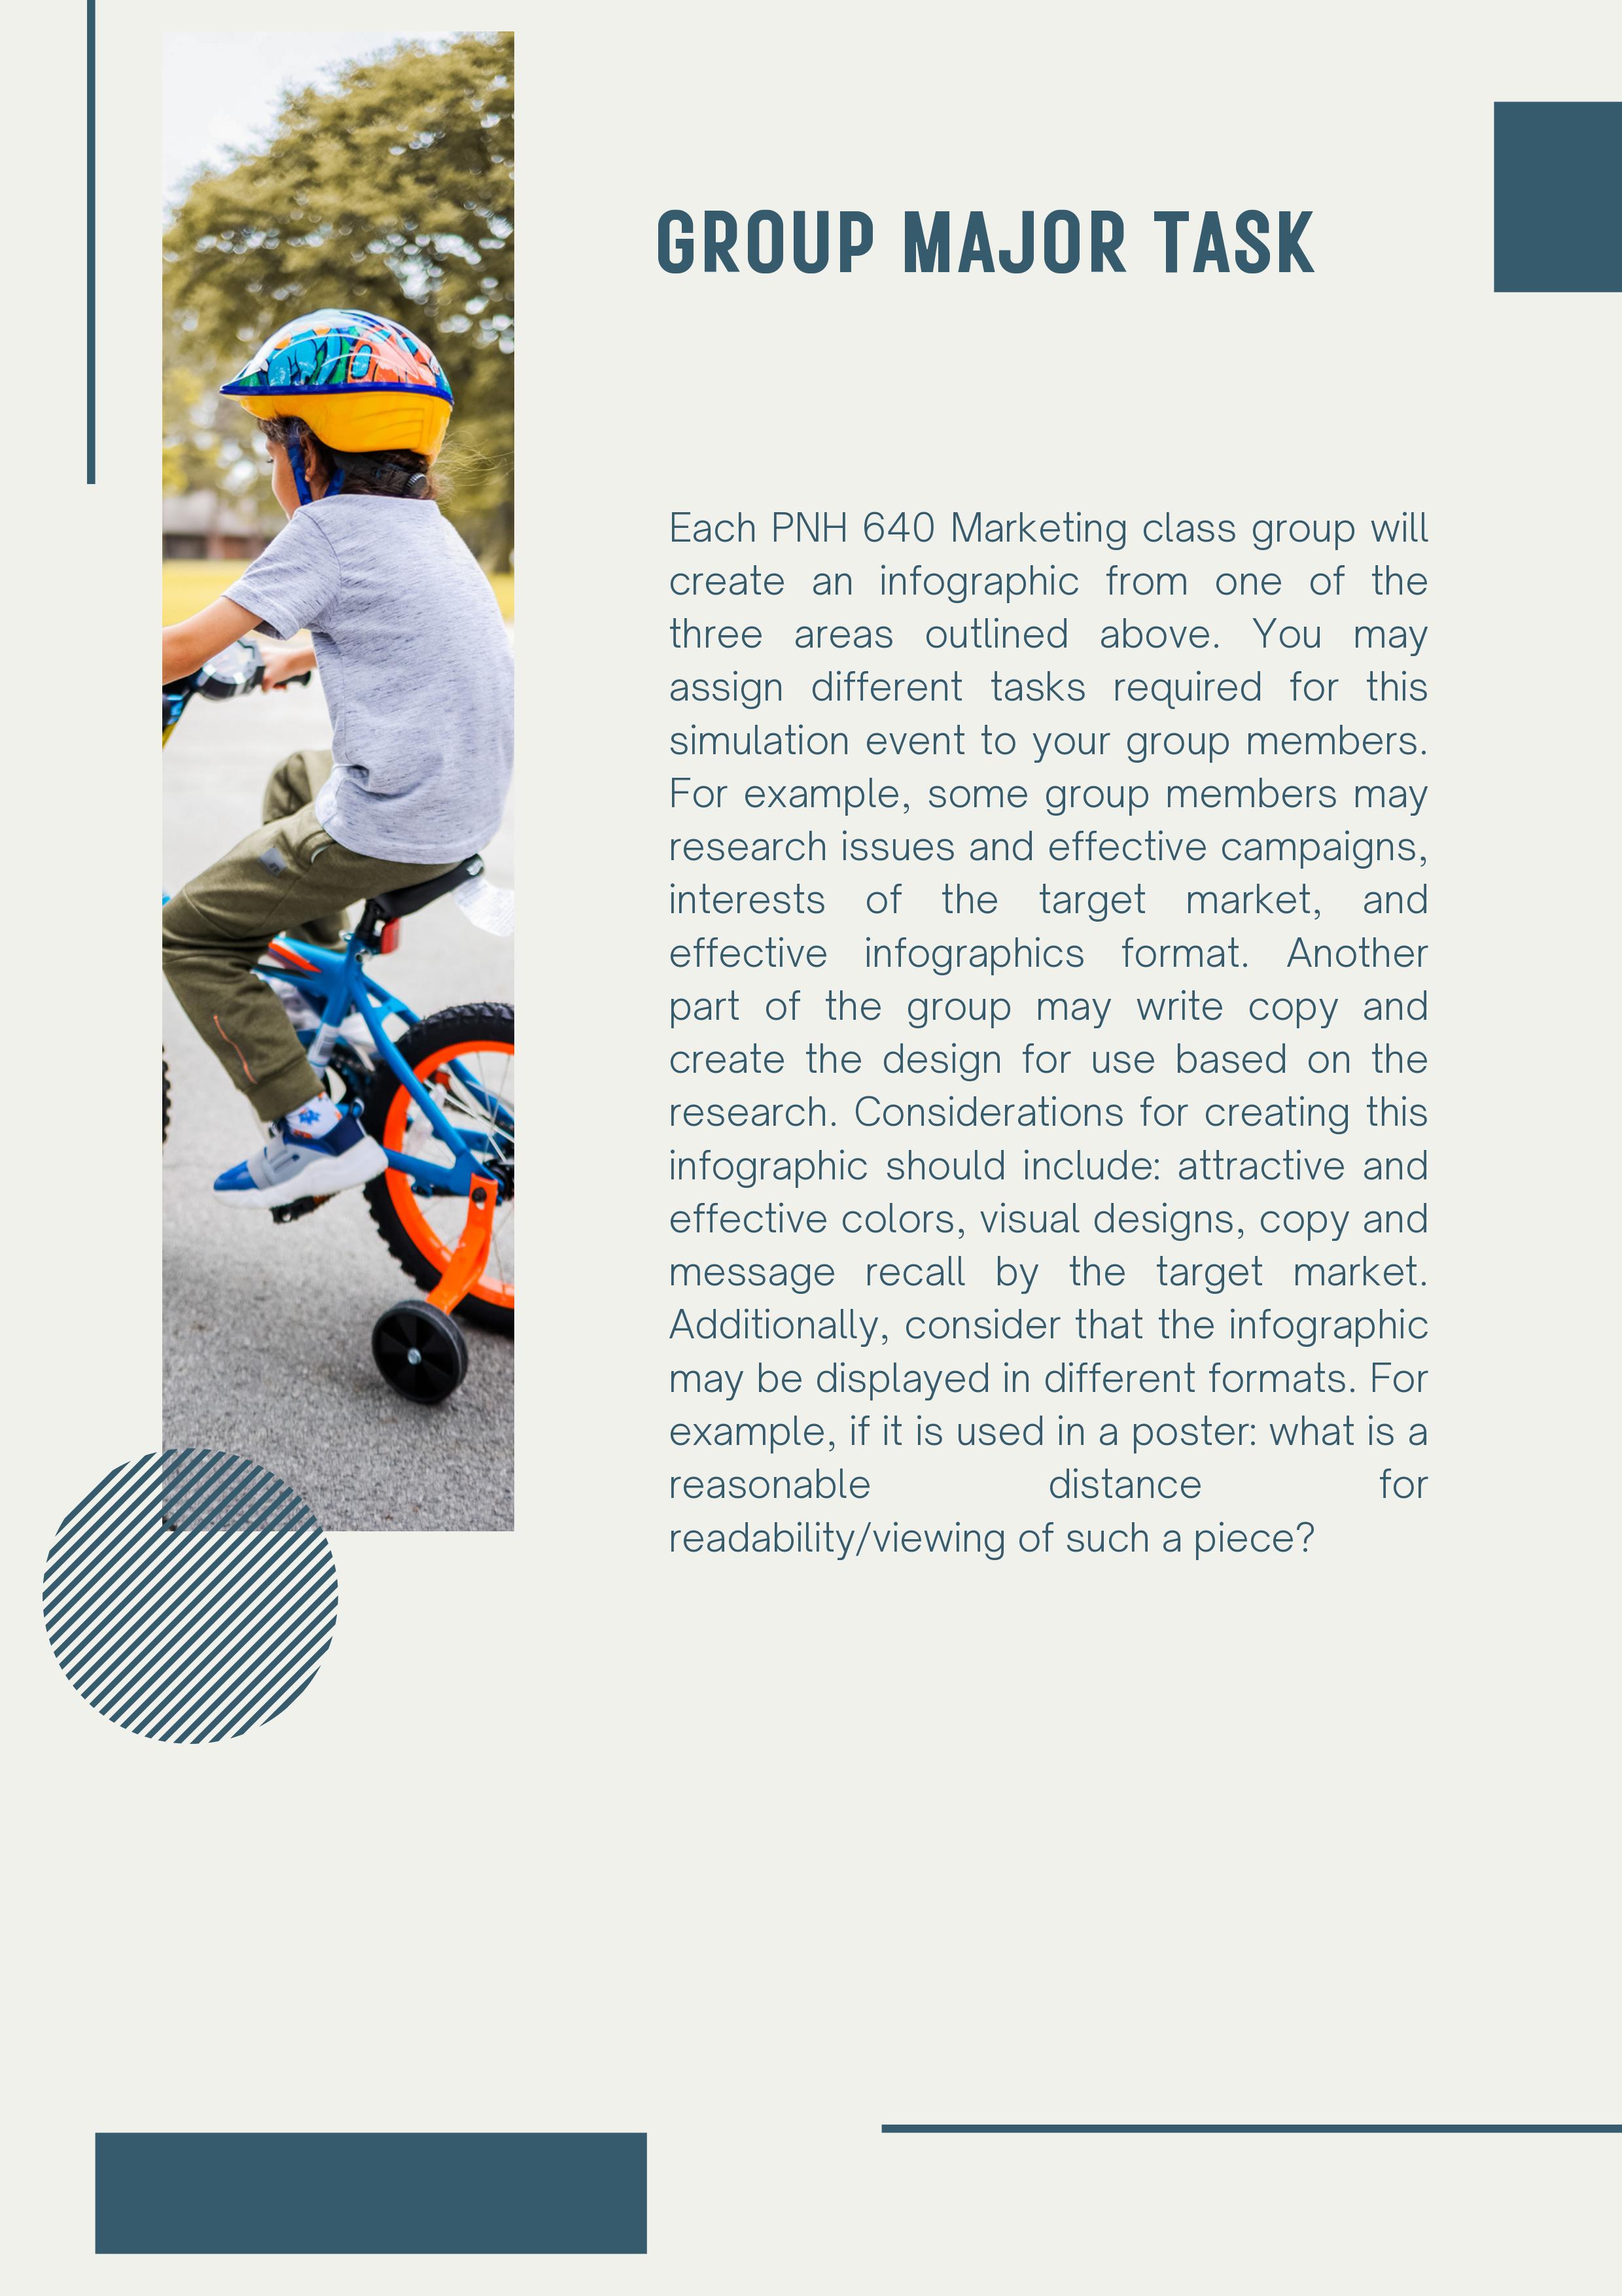 GROUP MAJOR TASK
Each PNH 640 Marketing class group will
create an infographic from one of the
three areas outlined above. You may
assign different tasks required for this
simulation event to your group members.
For example, some group members may
research issues and effective campaigns,
interests of the target market, and
effective infographics format. Another
part of the group may write copy and
create the design for use based on the
research. Considerations for creating this
infographic should include: attractive and
effective colors, visual designs, copy and
message recall by the target market.
Additionally, consider that the infographic
may be displayed in different formats. For
example, if it is used in a poster: what is a
reasonable distance for
readability/viewing of such a piece?